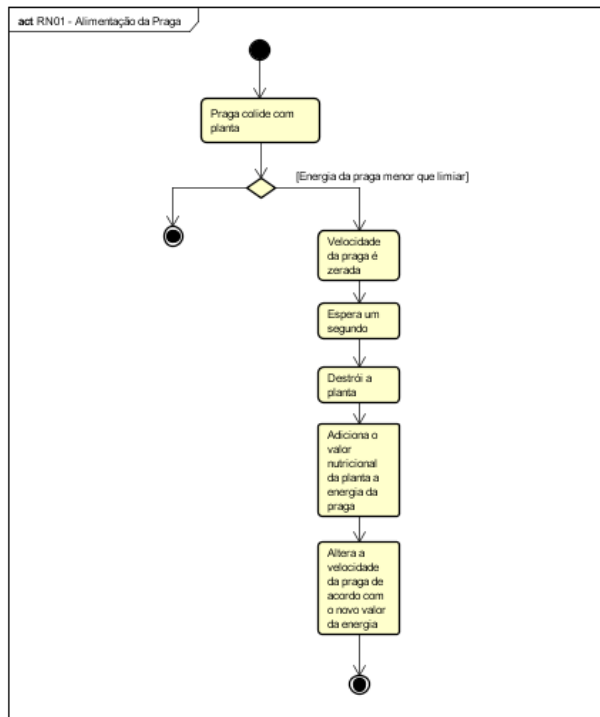 act RN01 - Alimentação da Praga
Praga colide com
planta
[Energia da praga menor que limiar]
Velocidade
da praga é
zerada
Espera um
segundo
Destrói a
planta
Adiciona o
valor
nutricional
da planta a
energia da
praga
Altera a
velocidade
da praga de
acordo com
o novo valor
da energia